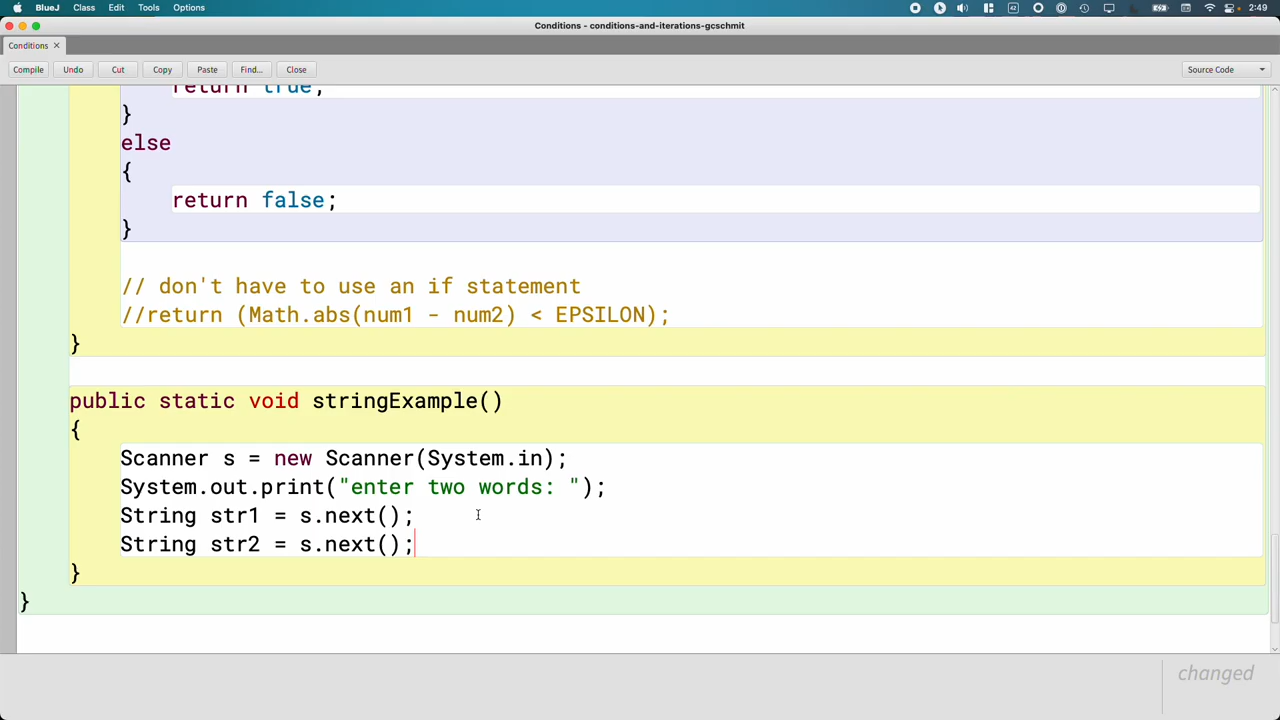 BlueJ Class Edit Tools Options 2:49
Conditions - conditions-and-iterations-gcschmit
Conditions ×
Compile Undo Cut Copy Paste Find... Close Source Code
return true;
}
else
{
return false;
}
// don't have to use an if statement
//return (Math.abs(num1 - num2) < EPSILON);
}
public static void stringExample()
{
Scanner s = new Scanner(System.in);
System.out.print("enter two words: ");
String str1 = s.next();
String str2 = s.next();
}
}
changed